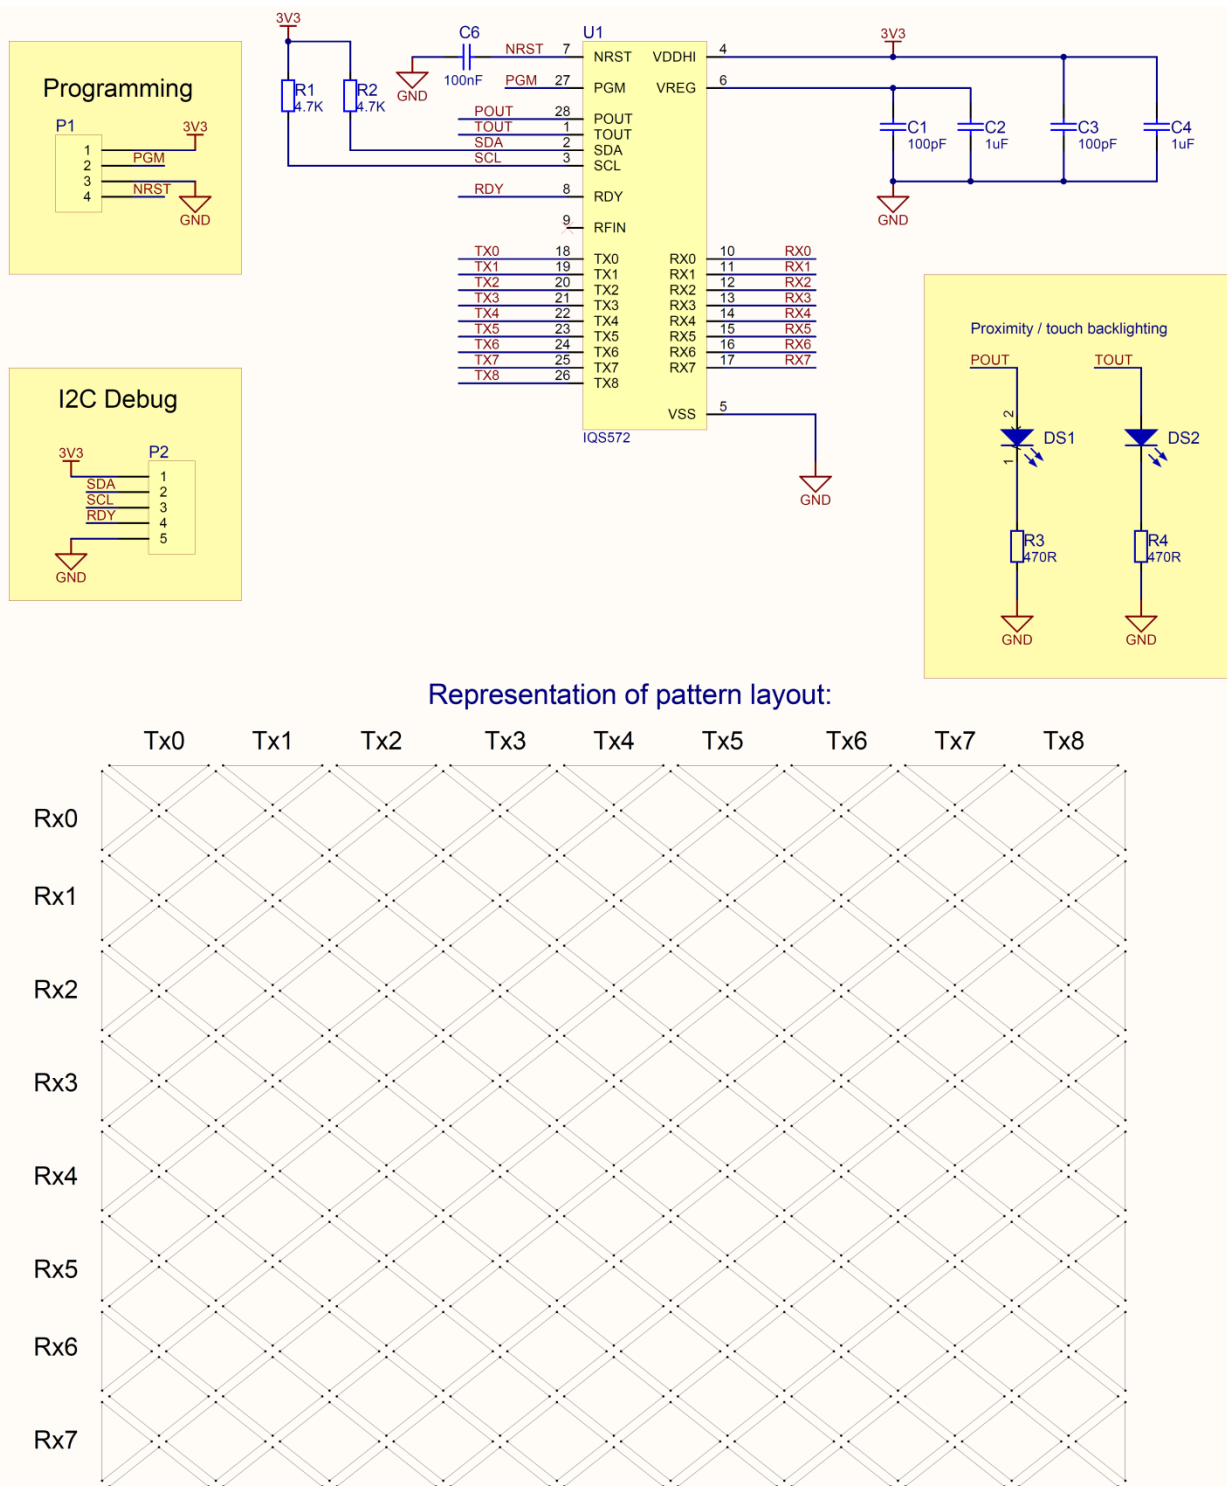 Programming
P1
1
2
3
4
3V3
PGM
NRST
GND
I2C Debug
P2
3V3
SDA
SCL
RDY
GND
1
2
3
4
5
3V3
R1
4.7K
R2
4.7K
C6
100nF
GND
NRST
PGM
POUT
TOUT
SDA
SCL
RDY
TX0
TX1
TX2
TX3
TX4
TX5
TX6
TX7
TX8
7
27
28
1
2
3
8
9
18
19
20
21
22
23
24
25
26
U1
NRST
PGM
POUT
TOUT
SDA
SCL
RDY
RFIN
TX0
TX1
TX2
TX3
TX4
TX5
TX6
TX7
TX8
VDDHI
VREG
RX0
RX1
RX2
RX3
RX4
RX5
RX6
RX7
VSS
IQS572
4
6
10
11
12
13
14
15
16
17
5
RX0
RX1
RX2
RX3
RX4
RX5
RX6
RX7
GND
3V3
C1
100pF
C2
1uF
C3
100pF
C4
1uF
GND
Proximity / touch backlighting
POUT
TOUT
2
1
DS1
DS2
R3
470R
R4
470R
GND
GND
Representation of pattern layout:
Tx0 Tx1 Tx2 Tx3 Tx4 Tx5 Tx6 Tx7 Tx8
Rx0
Rx1
Rx2
Rx3
Rx4
Rx5
Rx6
Rx7